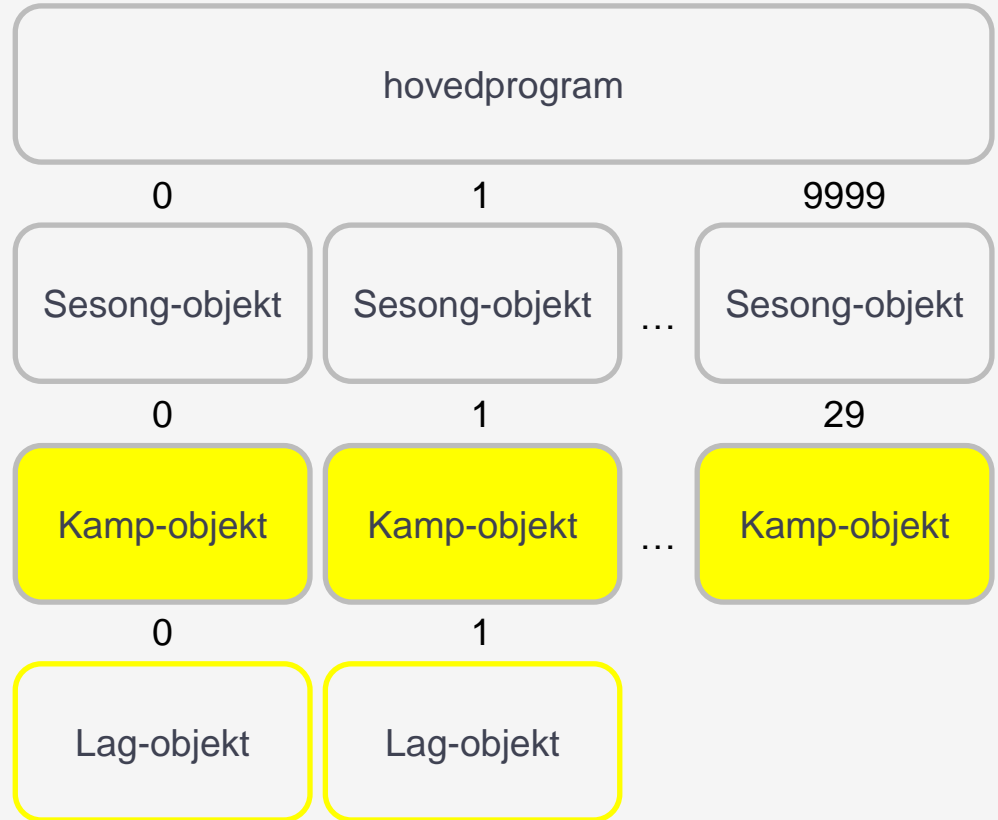 hovedprogram
0 1 9999
Sesong-objekt Sesong-objekt … Sesong-objekt
0 1 29
Kamp-objekt Kamp-objekt … Kamp-objekt
0 1
Lag-objekt Lag-objekt